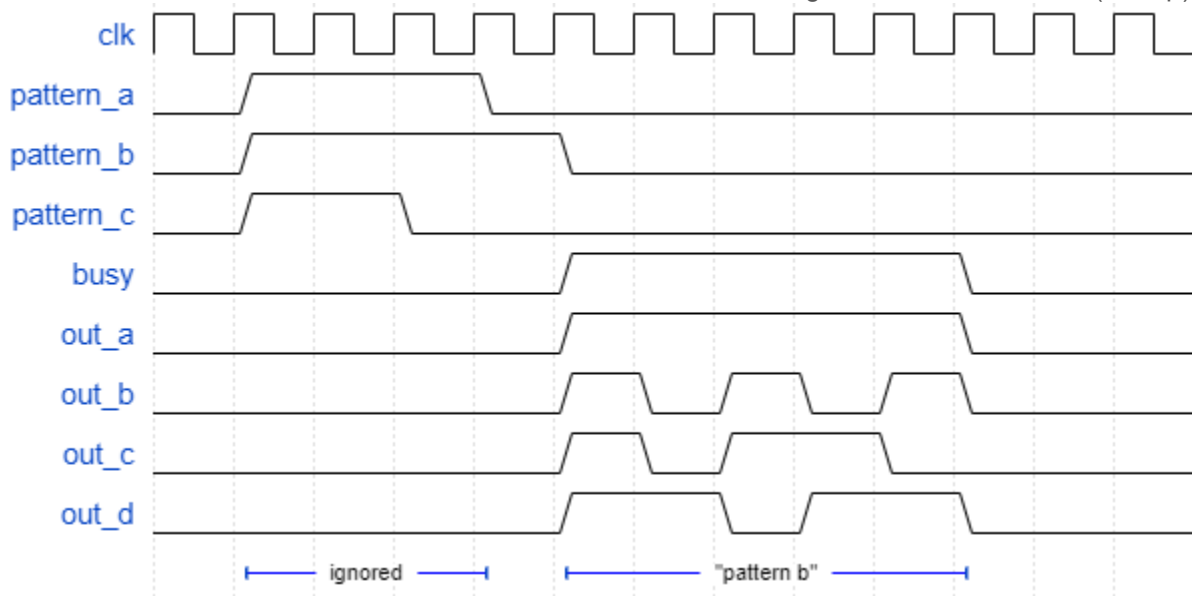 clk
pattern_a
pattern_b
pattern_c
busy
out_a
out_b
out_c
out_d
ignored
"pattern b"